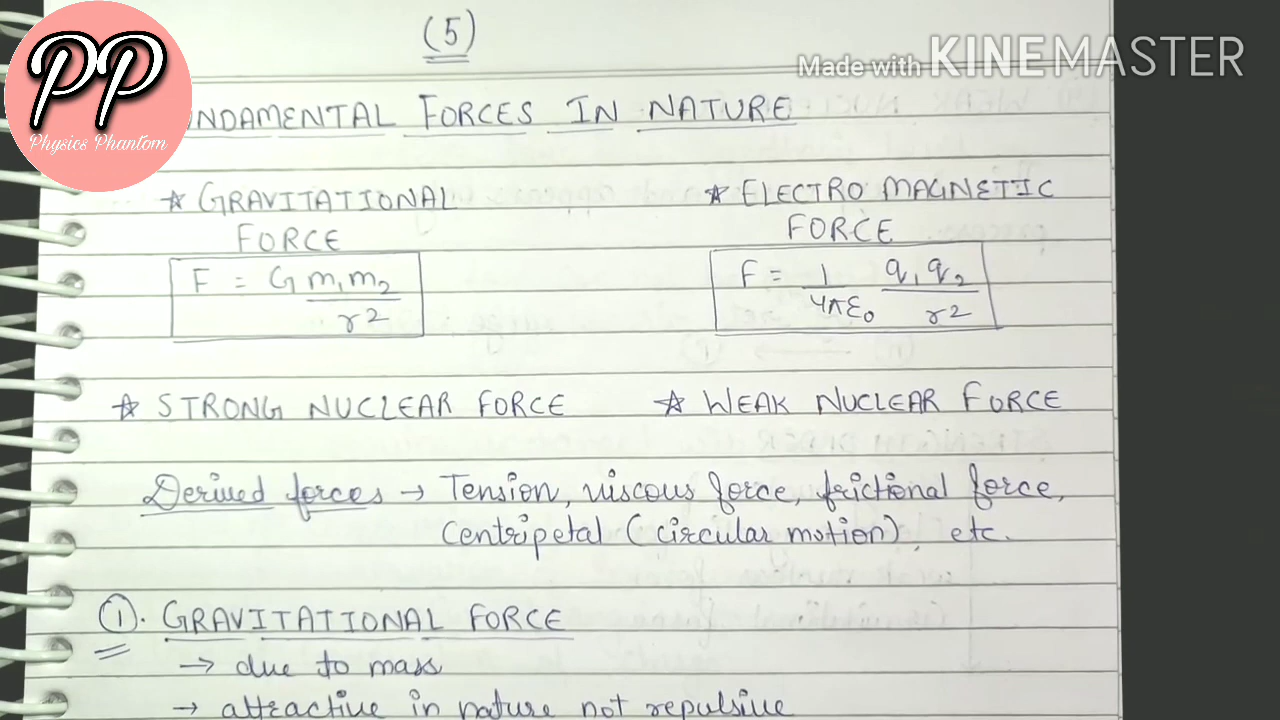 (5)
Made with KINEMASTER
PP
Physics Phantom
UNDAMENTAL FORCES IN NATURE
☆ GRAVITATIONAL FORCE
F = G m₁m₂ / r²
☆ ELECTRO MAGNETIC FORCE
F = 1/4πε₀ q₁q₂ / r²
☆ STRONG NUCLEAR FORCE
☆ WEAK NUCLEAR FORCE
Derived forces → Tension, viscous force, frictional force,
Centripetal (circular motion), etc.
①. GRAVITATIONAL FORCE
→ due to mass
→ attractive in nature not repulsive